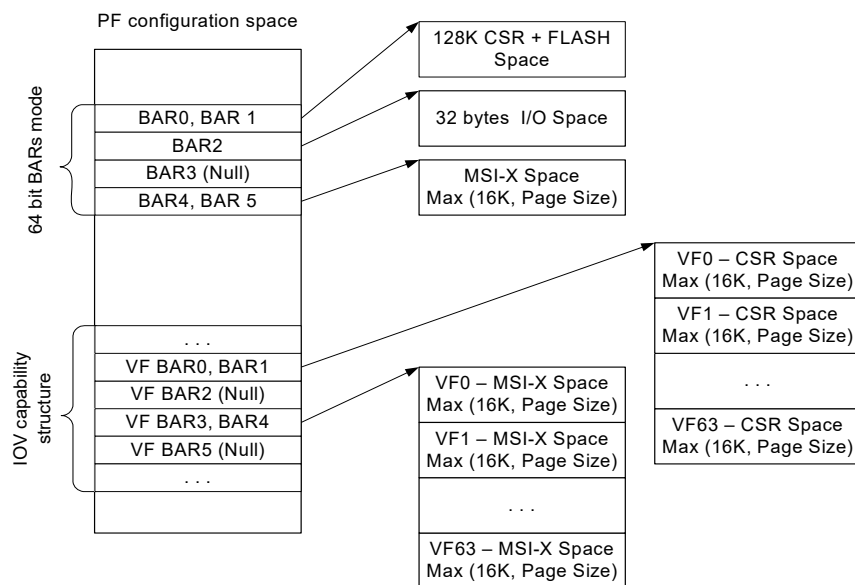 PF configuration space
64 bit BARs mode
BAR0, BAR 1
BAR2
BAR3 (Null)
BAR4, BAR 5
128K CSR + FLASH
Space
32 bytes I/O Space
MSI-X Space
Max (16K, Page Size)
IOV capability
structure
. . .
VF BAR0, BAR1
VF BAR2 (Null)
VF BAR3, BAR4
VF BAR5 (Null)
. . .
VF0 – MSI-X Space
Max (16K, Page Size)
VF1 – MSI-X Space
Max (16K, Page Size)
. . .
VF63 – MSI-X Space
Max (16K, Page Size)
VF0 – CSR Space
Max (16K, Page Size)
VF1 – CSR Space
Max (16K, Page Size)
. . .
VF63 – CSR Space
Max (16K, Page Size)